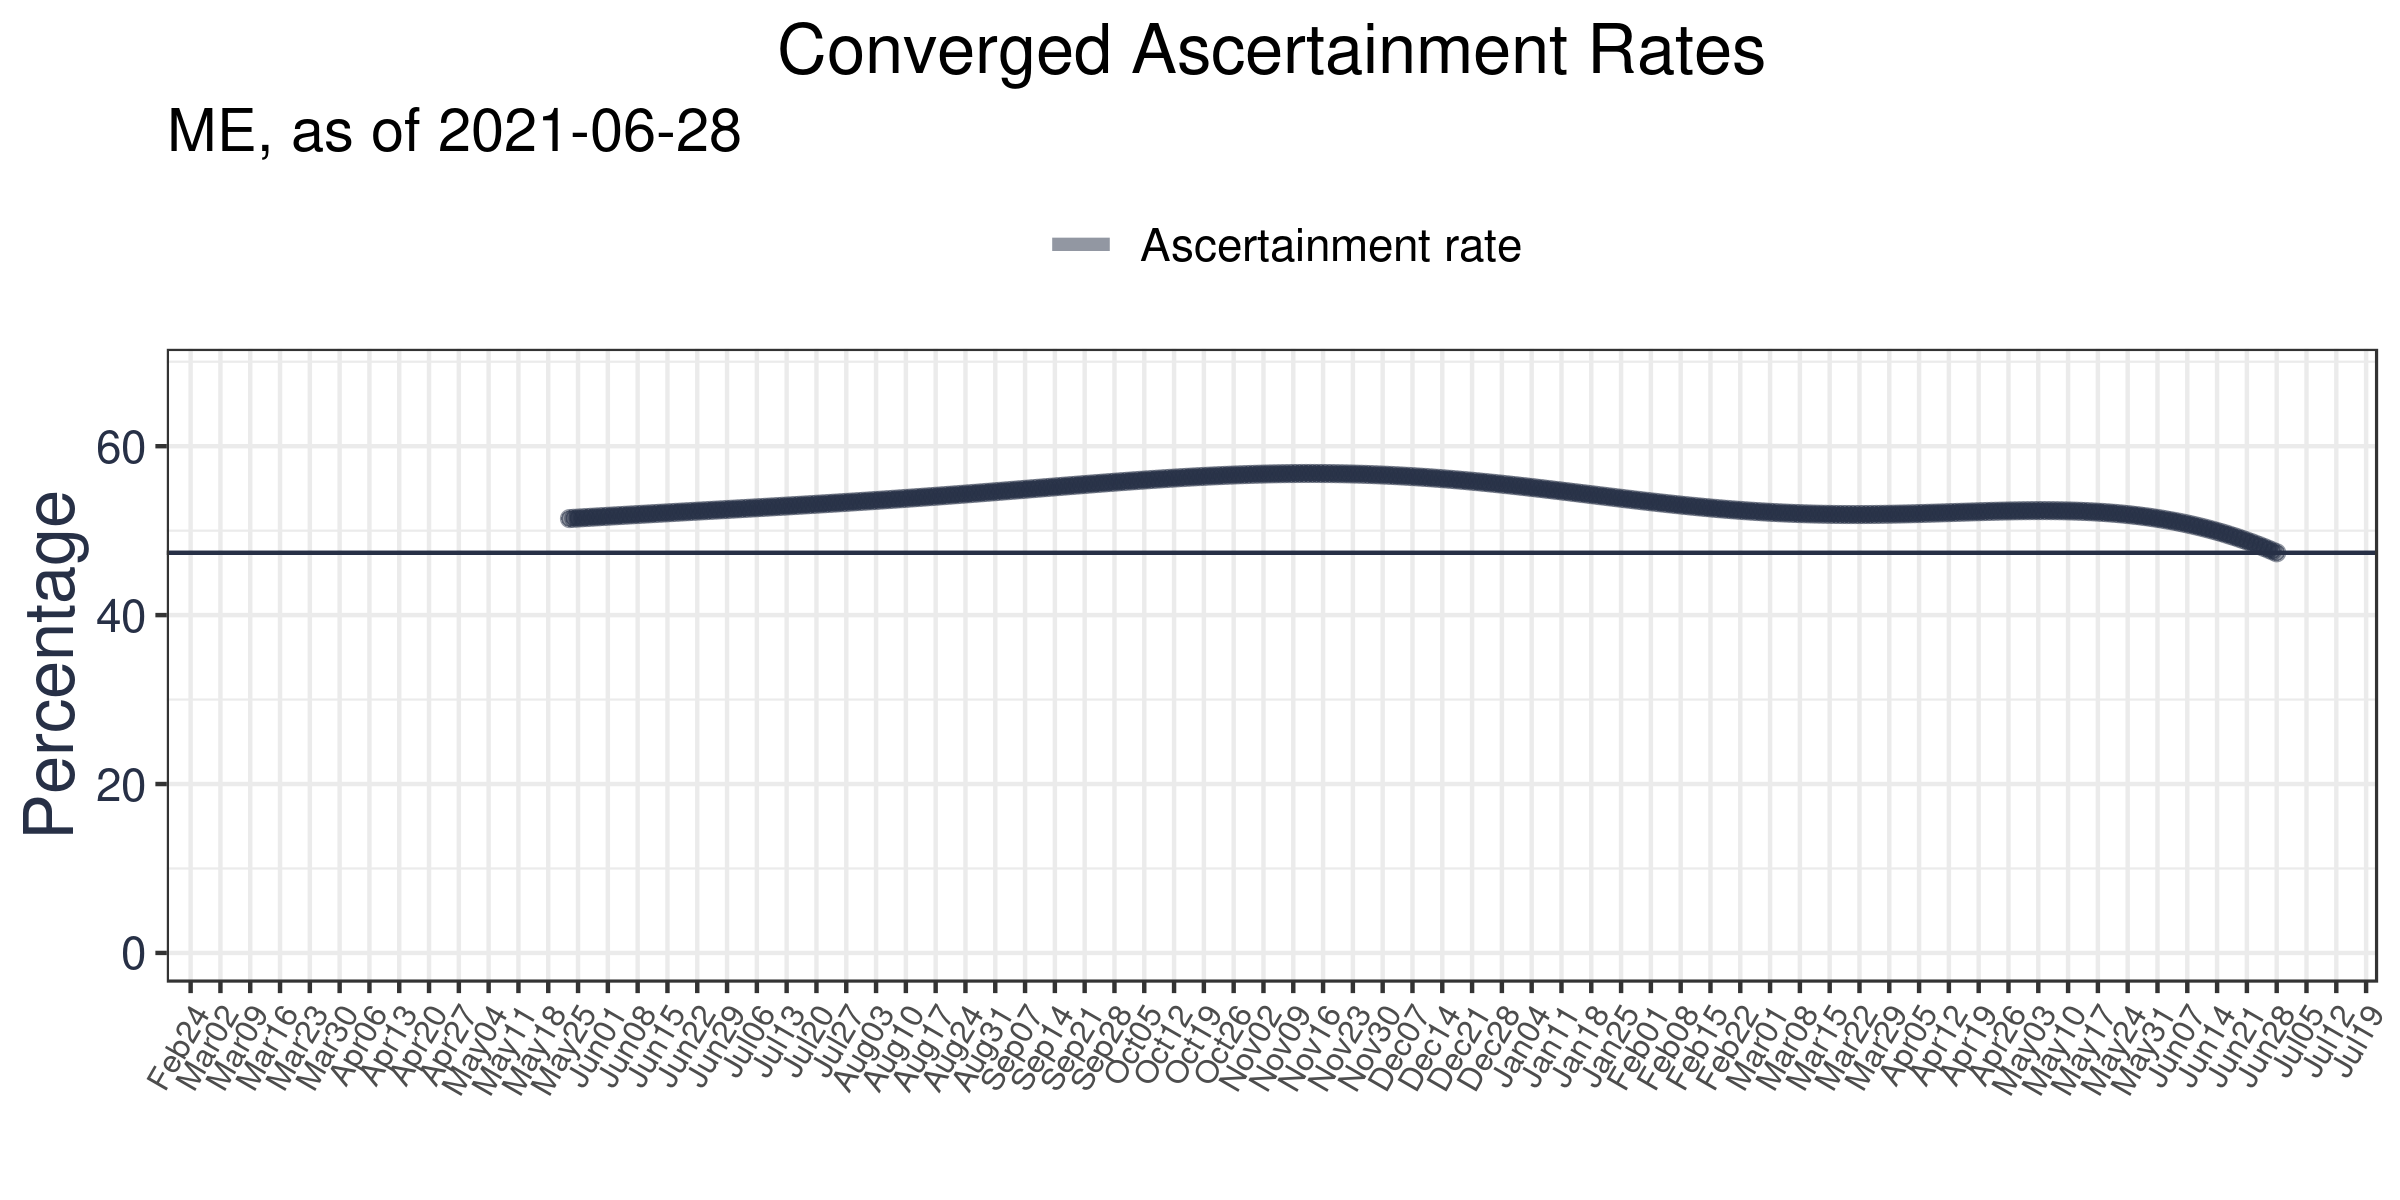 Converged Ascertainment Rates
ME, as of 2021-06-28
Ascertainment rate
Percentage
60
40
20
0
Feb24 Mar02 Mar09 Mar16 Mar23 Mar30 Apr06 Apr13 Apr20 Apr27 May04 May11 May18 May25 Jun01 Jun08 Jun15 Jun22 Jun29 Jul06 Jul13 Jul20 Jul27 Aug03 Aug10 Aug17 Aug24 Aug31 Sep07 Sep14 Sep21 Sep28 Oct05 Oct12 Oct19 Oct26 Nov02 Nov09 Nov16 Nov23 Nov30 Dec07 Dec14 Dec21 Dec28 Jan04 Jan11 Jan18 Jan25 Feb01 Feb08 Feb15 Feb22 Mar01 Mar08 Mar15 Mar22 Mar29 Apr05 Apr12 Apr19 Apr26 May03 May10 May17 May24 May31 Jun07 Jun14 Jun21 Jun28 Jul05 Jul12 Jul19